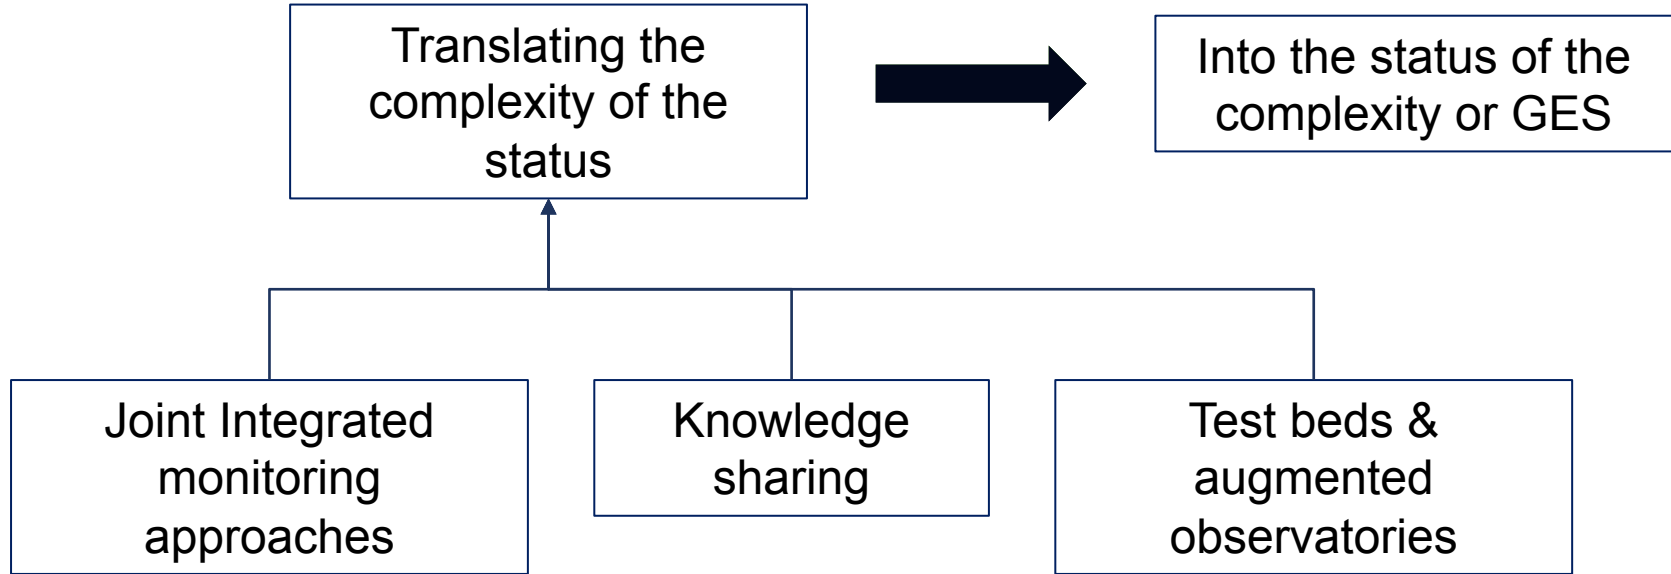 Translating the
complexity of the
status
Into the status of the
complexity or GES
Joint Integrated
monitoring
approaches
Knowledge
sharing
Test beds &
augmented
observatories